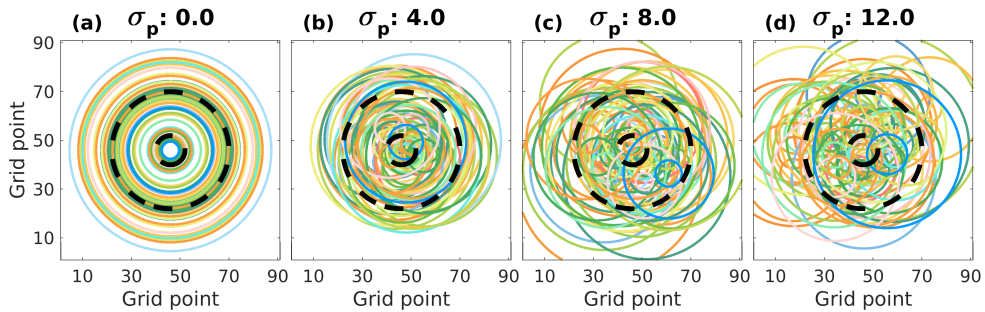 (a) σp: 0.0 (b) σp: 4.0 (c) σp: 8.0 (d) σp: 12.0
90
70
50
30
10
Grid point
10 30 50 70 90 10 30 50 70 90 10 30 50 70 90 10 30 50 70 90
Grid point Grid point Grid point Grid point